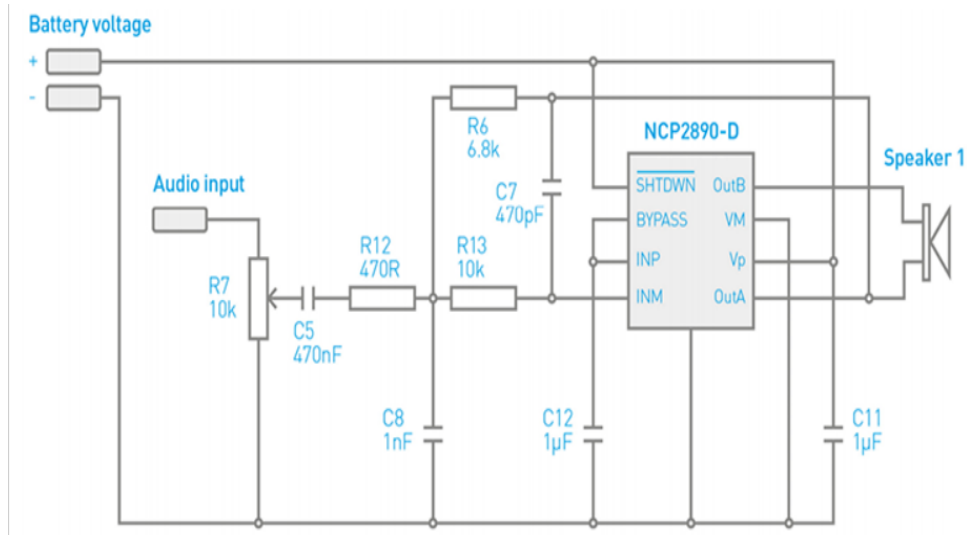 Battery voltage
+
-
Audio input
R7
10k
C5
470nF
R12
470R
R6
6.8k
R13
10k
C7
470pF
C8
1nF
C12
1µF
NCP2890-D
SHTDWN OutB
BYPASS VM
INP Vp
INM OutA
Speaker 1
C11
1µF